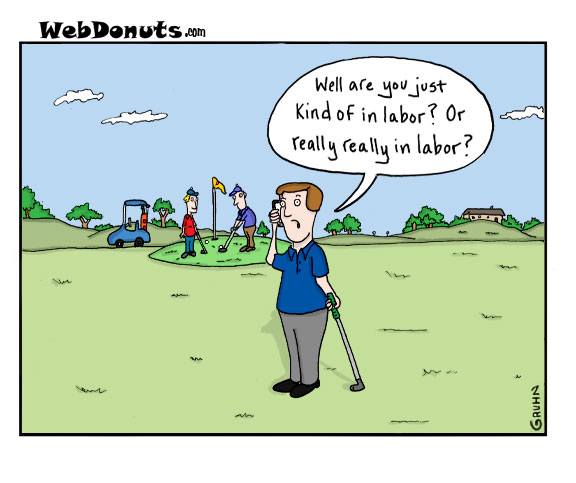 WebDonuts.com
Well are you just
Kind of in labor? Or
really really in labor?
GRUHN